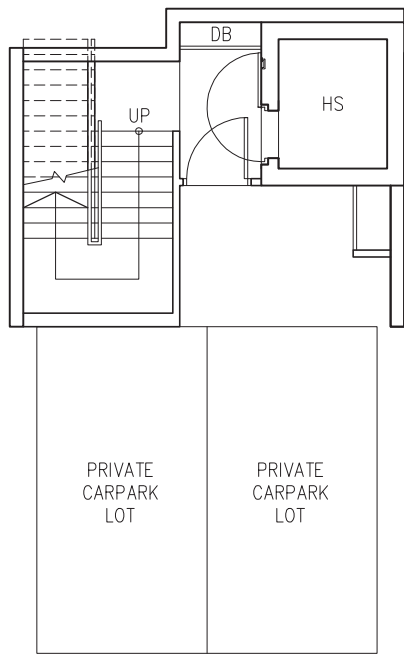 DB
HS
UP
PRIVATE
CARPARK
LOT
PRIVATE
CARPARK
LOT